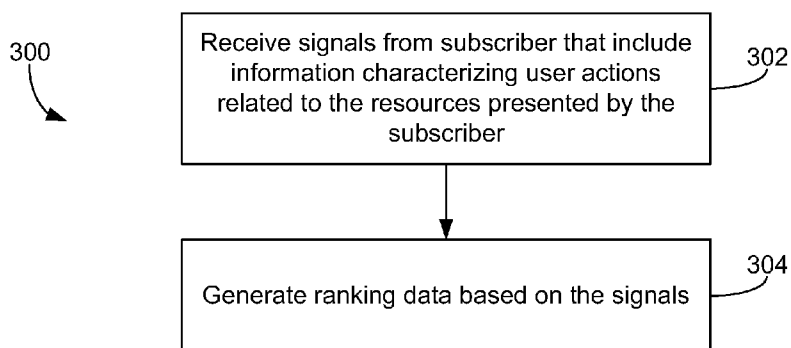 300
Receive signals from subscriber that include
information characterizing user actions
related to the resources presented by the
subscriber
302
Generate ranking data based on the signals
304